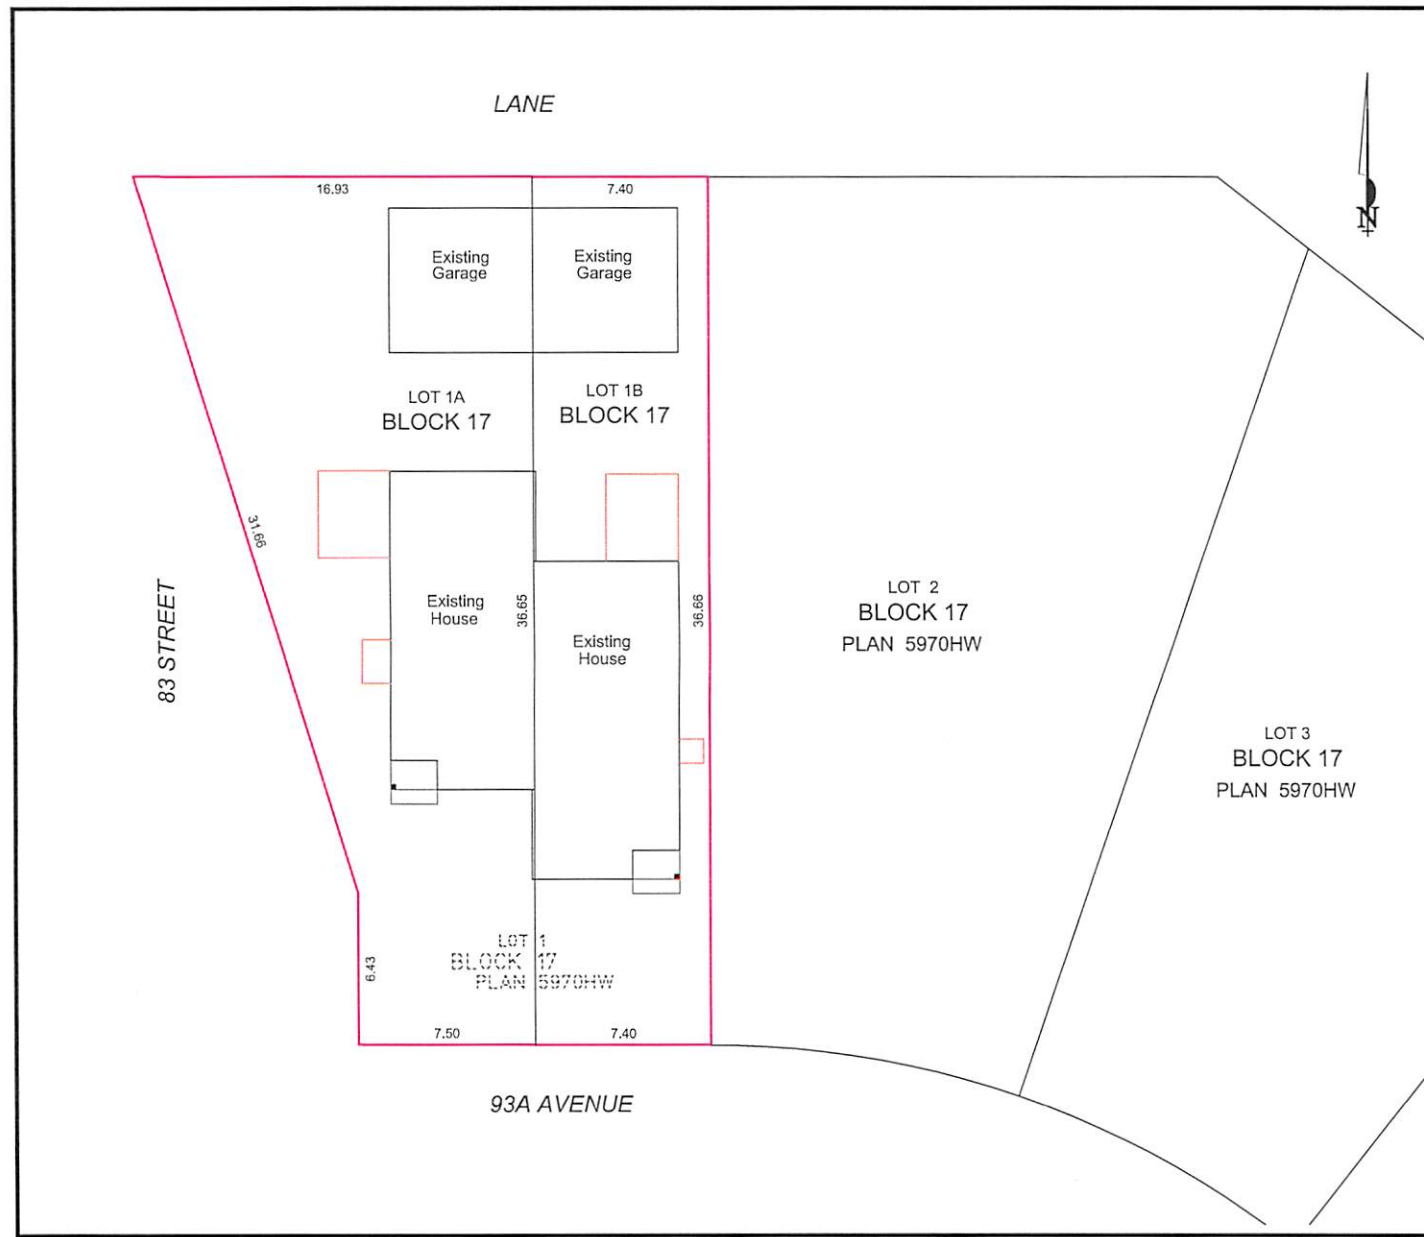 LANE
16.93
7.40
N
Existing
Garage
Existing
Garage
LOT 1A
BLOCK 17
LOT 1B
BLOCK 17
31.66
83 STREET
Existing
House
36.65
Existing
House
36.66
LOT 2
BLOCK 17
PLAN 5970HW
LOT 3
BLOCK 17
PLAN 5970HW
LOT 1
BLOCK 17
PLAN 5970HW
6.43
7.50
7.40
93A AVENUE